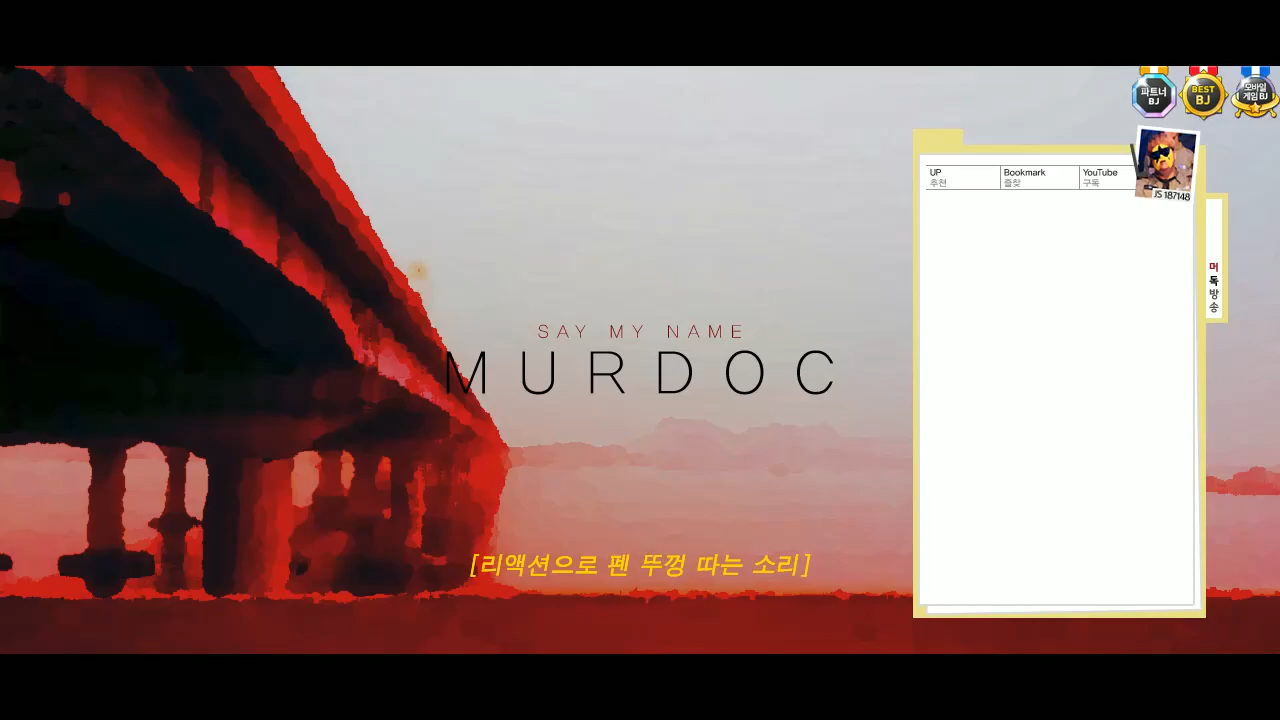 파트너
BJ
BEST
BJ
모바일
게임 BJ
UP
추천
Bookmark
즐찾
YouTube
구독
JS 187148
머
독
방
송
SAY MY NAME
MURDOC
[리액션으로 펜 뚜껑 따는 소리]